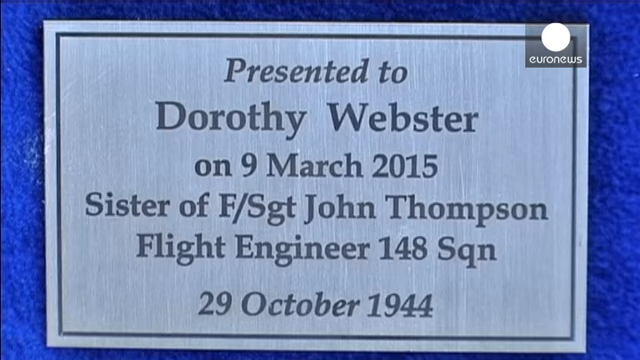 euronews
Presented to
Dorothy Webster
on 9 March 2015
Sister of F/Sgt John Thompson
Flight Engineer 148 Sqn
29 October 1944